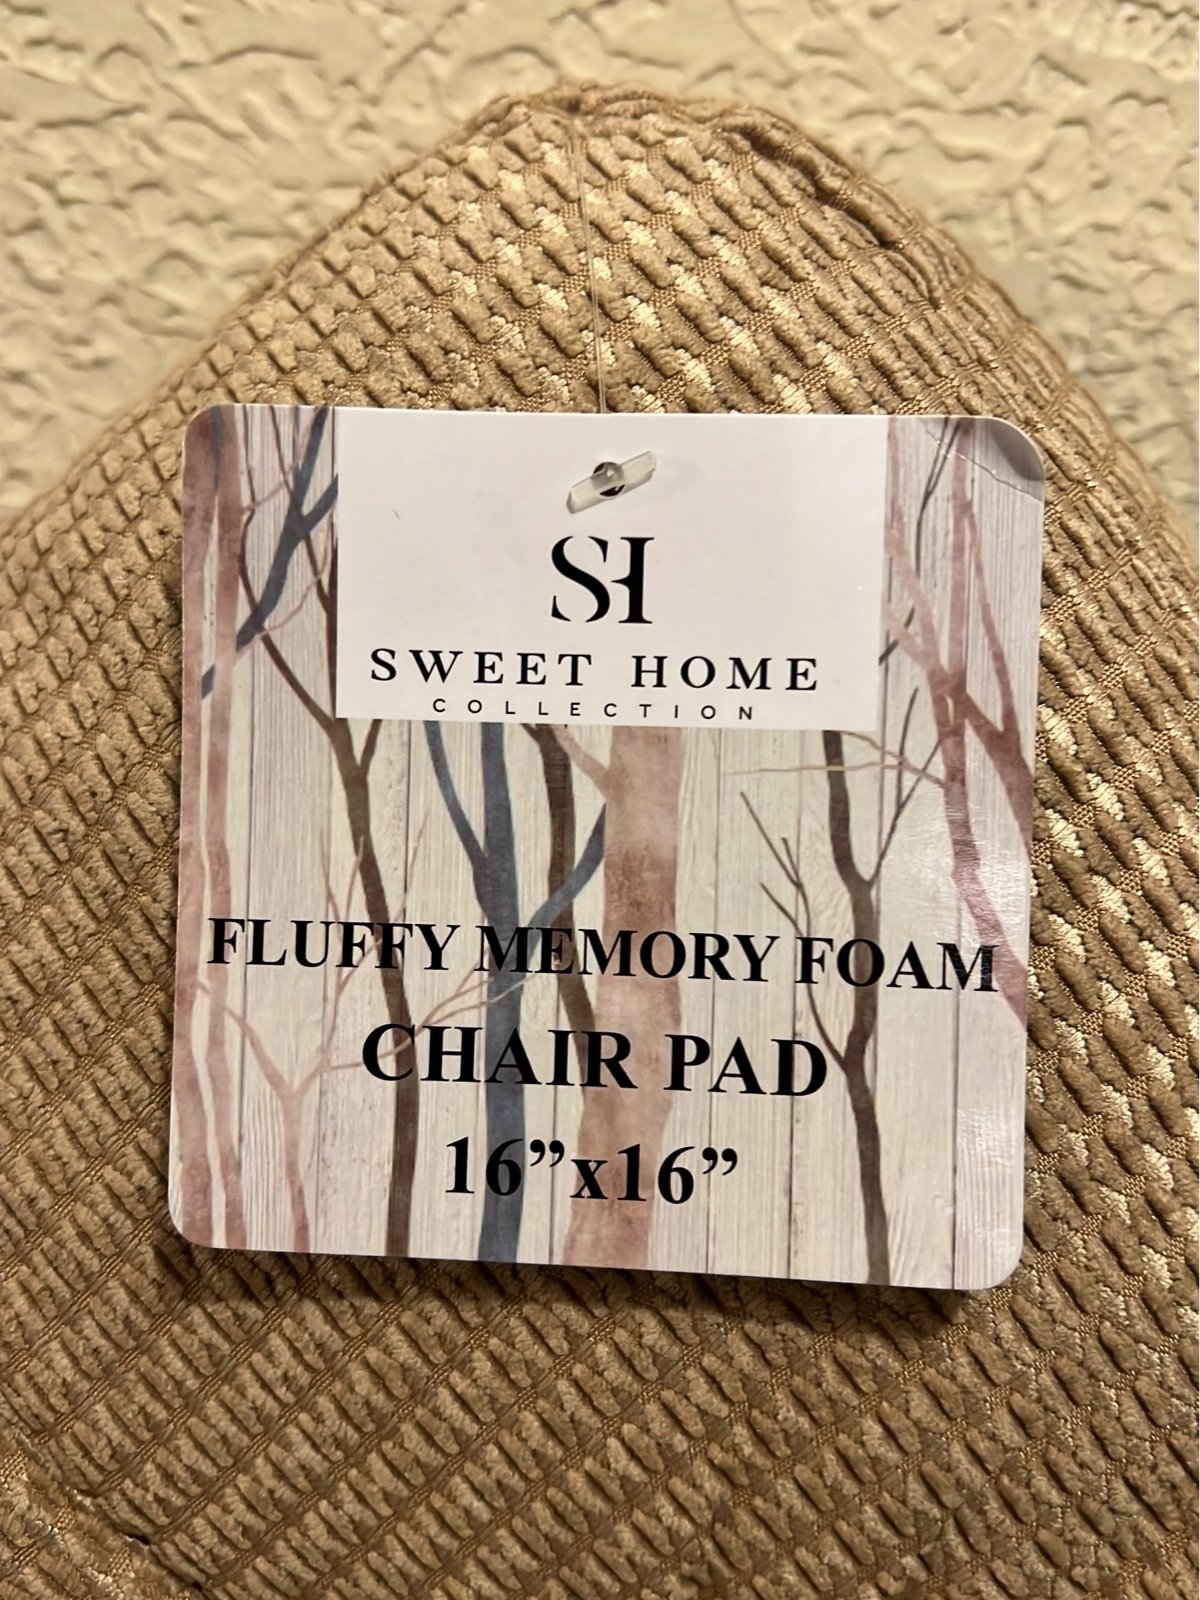 SH
SWEET HOME
COLLECTION
FLUFFY MEMORY FOAM
CHAIR PAD
16”x16”